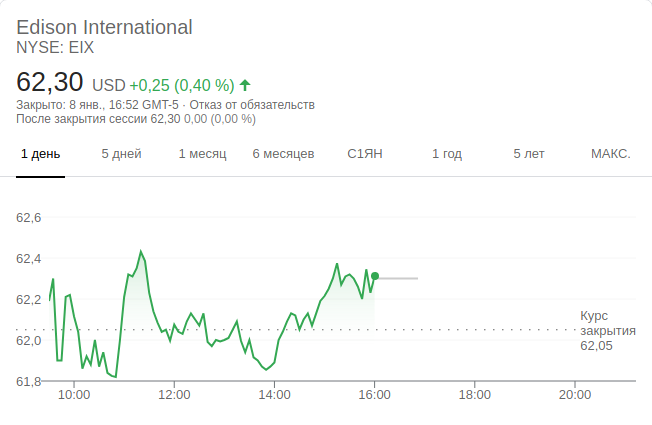 Edison International
NYSE: EIX
62,30 USD +0,25 (0,40 %)
Закрыто: 8 янв., 16:52 GMT-5 · Отказ от обязательств
После закрытия сессии 62,30 0,00 (0,00 %)
1 день 5 дней 1 месяц 6 месяцев С1ЯН 1 год 5 лет МАКС.
62,6
62,4
62,2
62,0
61,8
Курс
закрытия
62,05
10:00 12:00 14:00 16:00 18:00 20:00